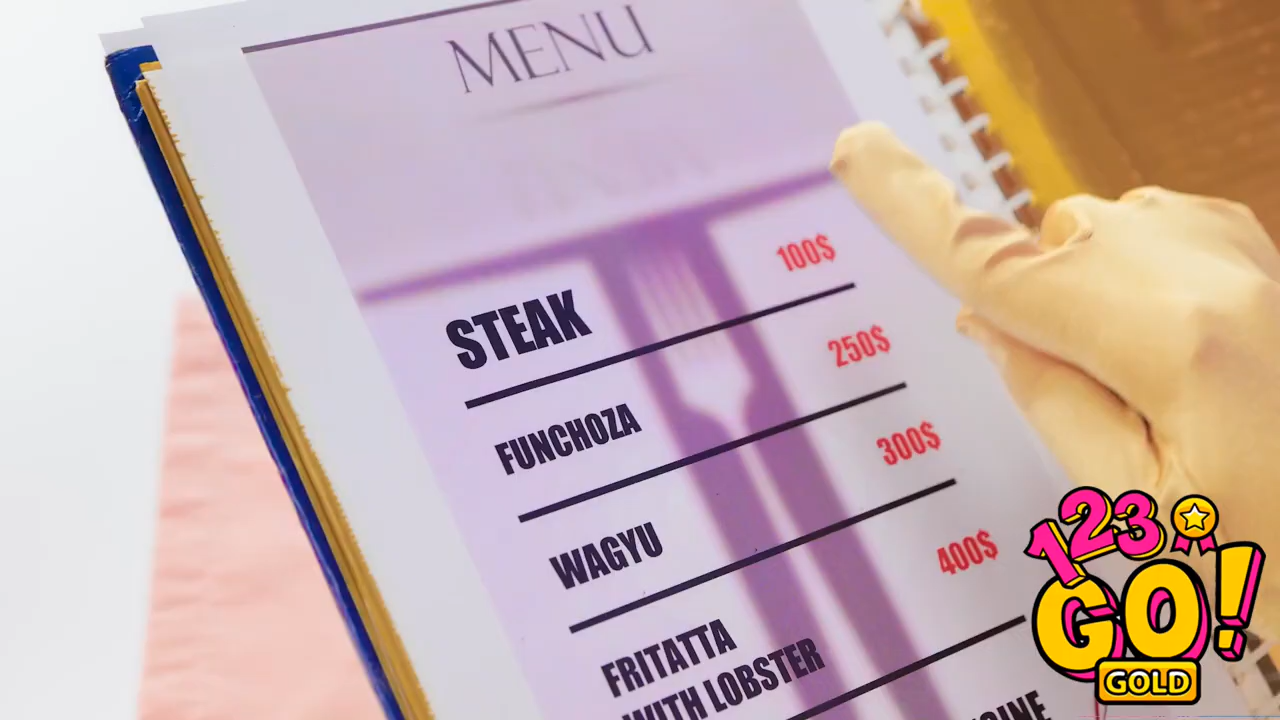 MENU
STEAK 100$
FUNCHOZA 250$
WAGYU 300$
FRITATTA 400$
WITH LOBSTER
123
GO!
GOLD